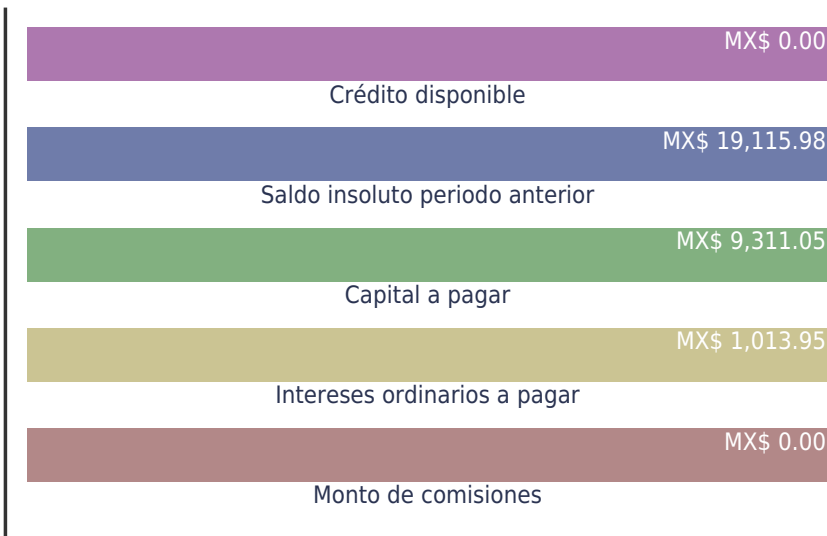 MX$ 0.00
Crédito disponible
MX$ 19,115.98
Saldo insoluto periodo anterior
MX$ 9,311.05
Capital a pagar
MX$ 1,013.95
Intereses ordinarios a pagar
MX$ 0.00
Monto de comisiones